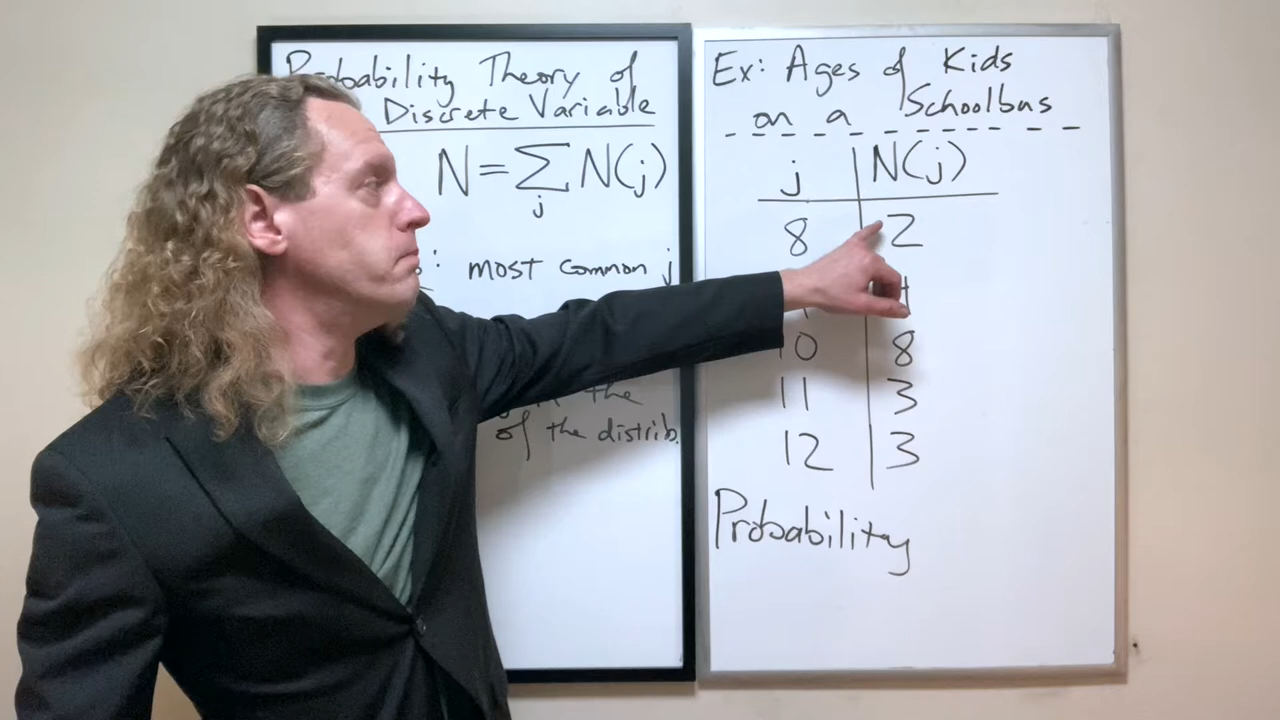 Probability Theory of
Discrete Variable
N = Σ N(j)
j
: most common j
the
of the distrib.
Ex: Ages of Kids
on a Schoolbus
j N(j)
8 2
10 8
11 3
12 3
Probability